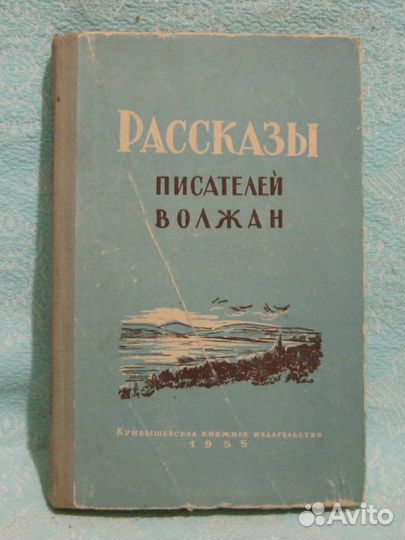 РАССКАЗЫ
ПИСАТЕЛЕЙ
ВОЛЖАН
КУЙБЫШЕВСКОЕ КНИЖНОЕ ИЗДАТЕЛЬСТВО
1955
Avito